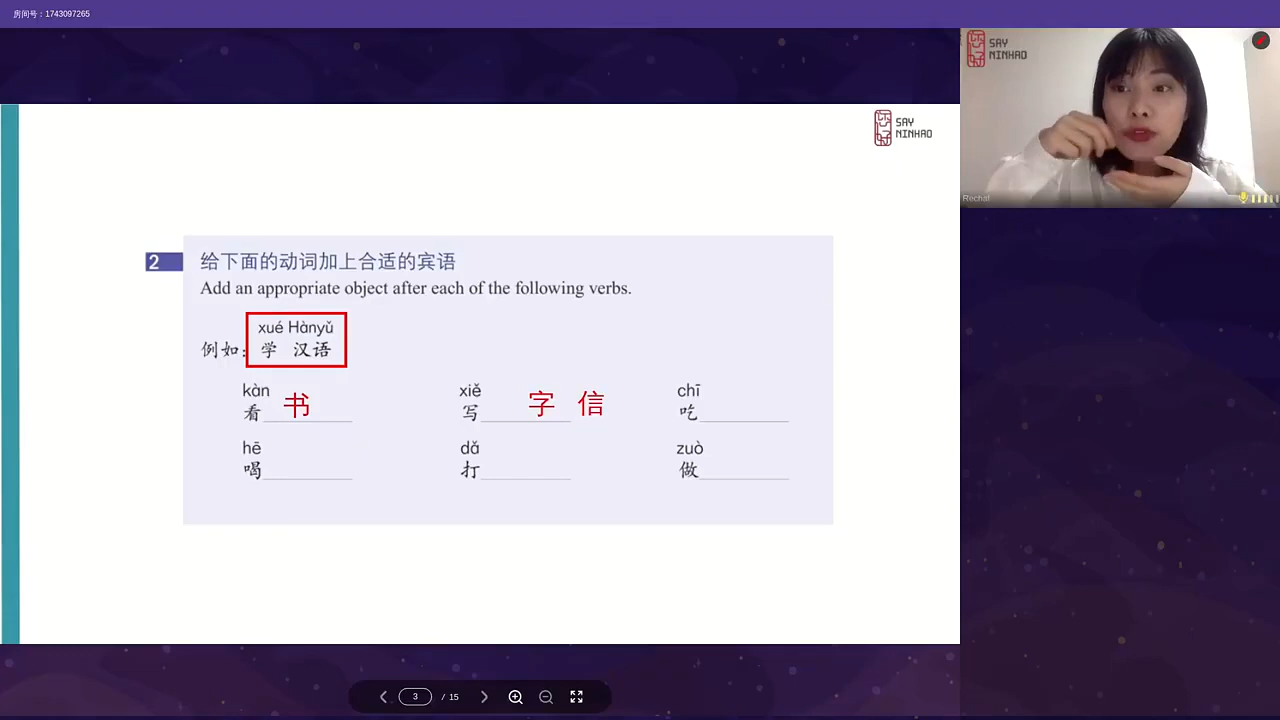 房间号：1743097265
SAY
NINHAO
SAY
NINHAO
Rechal
2 给下面的动词加上合适的宾语
Add an appropriate object after each of the following verbs.
xué Hànyǔ
例如：学 汉语
kàn xiě chī
看 书 写 字 信 吃
hē dǎ zuò
喝 打 做
3 / 15